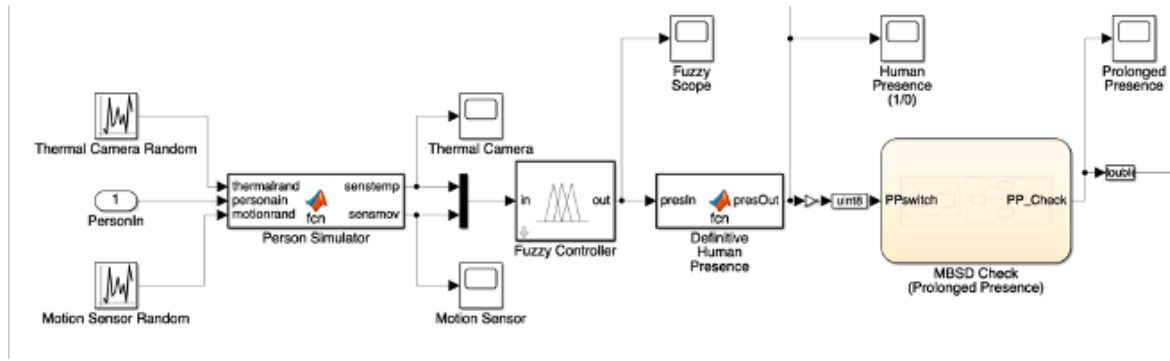 Fuzzy
Scope
Human
Presence
(1/0)
Prolonged
Presence
Thermal Camera Random
Thermal Camera
1
PersonIn
thermalrand
personain
motionrand
fcn
senstemp
sensmov
Person Simulator
in
out
Fuzzy Controller
presIn
fcn
presOut
Definitive
Human
Presence
uint8
PPswitch
PP_Check
MBSD Check
(Prolonged Presence)
Motion Sensor Random
Motion Sensor